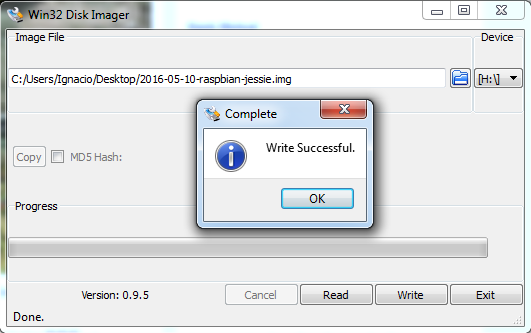 Win32 Disk Imager
Image File
Device
C:/Users/Ignacio/Desktop/2016-05-10-raspbian-jessie.img
[H:\]
Complete
Write Successful.
OK
Copy
MD5 Hash:
Progress
Version: 0.9.5
Cancel
Read
Write
Exit
Done.